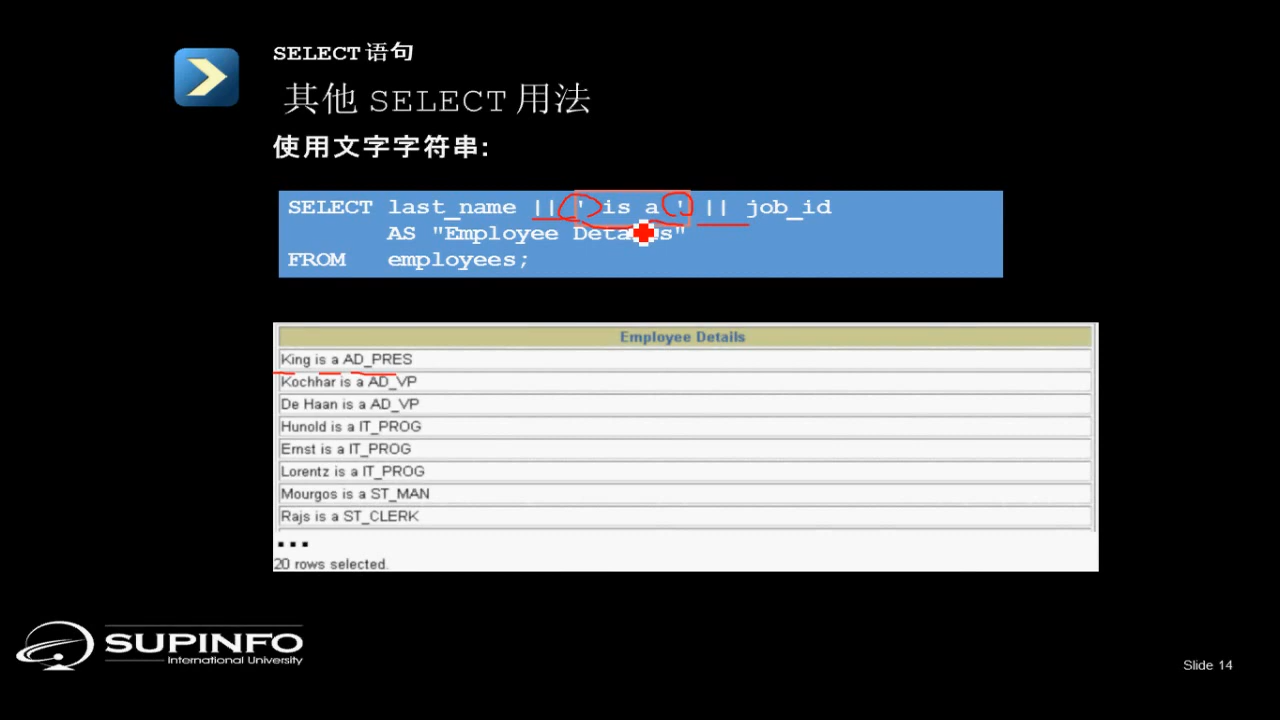 SELECT 语句
其他 SELECT 用法
使用文字字符串:
SELECT last_name || ' is a ' || job_id
AS "Employee Details"
FROM employees;
Employee Details
King is a AD_PRES
Kochhar is a AD_VP
De Haan is a AD_VP
Hunold is a IT_PROG
Ernst is a IT_PROG
Lorentz is a IT_PROG
Mourgos is a ST_MAN
Rajs is a ST_CLERK
...
20 rows selected.
SUPINFO
International University
Slide 14